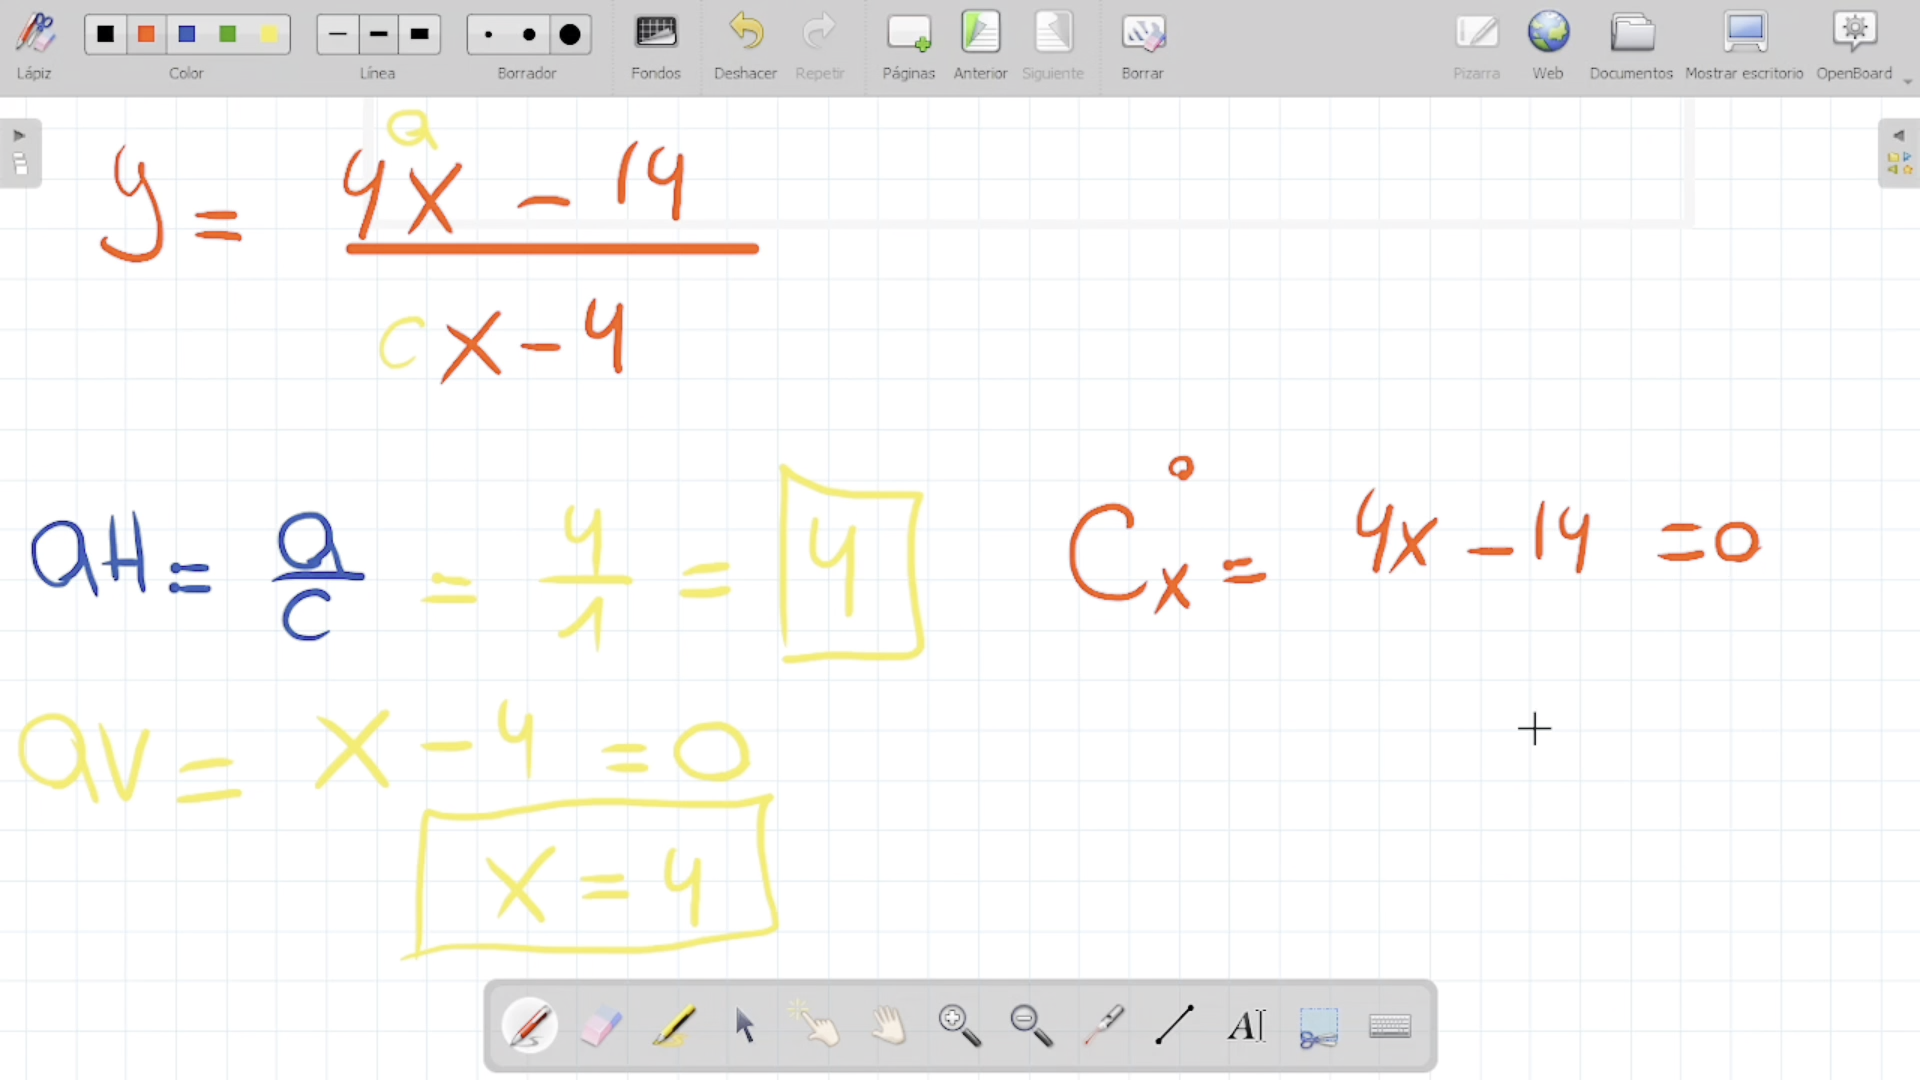 Lápiz Color Línea Borrador Fondos Deshacer Repetir Páginas Anterior Siguiente Borrar Pizarra Web Documentos Mostrar escritorio OpenBoard
a
y = 4x - 14
cx - 4
aH = a/c = 4/1 = 4
Cx° = 4x - 14 = 0
aV = x - 4 = 0
x = 4